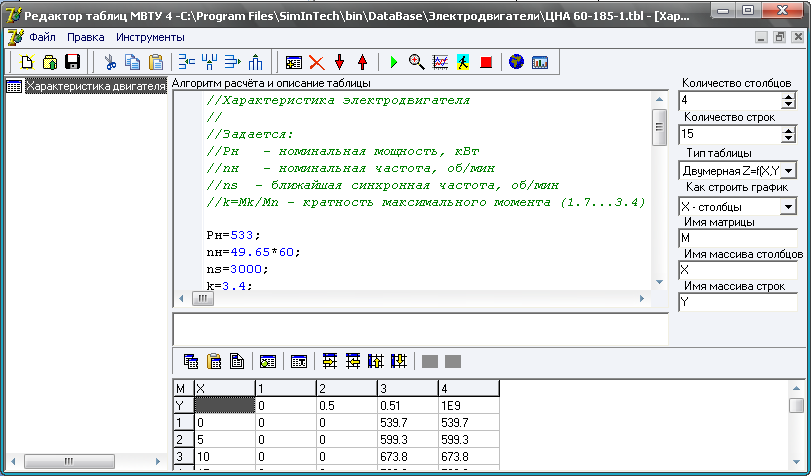 Редактор таблиц МВТУ 4 -C:\Program Files\SimInTech\bin\DataBase\Электродвигатели\ЦНА 60-185-1.tbl - [Хар...
Файл Правка Инструменты
Характеристика двигателя
Алгоритм расчёта и описание таблицы
//Характеристика электродвигателя
//
//Задается:
//Рн - номинальная мощность, кВт
//nн - номинальная частота, об/мин
//ns - ближайшая синхронная частота, об/мин
//k=Mk/Mn - кратность максимального момента (1.7...3.4)
Рн=533;
nн=49.65*60;
ns=3000;
k=3.4;
Количество столбцов
4
Количество строк
15
Тип таблицы
Двумерная Z=f(X,Y
Как строить график
X - столбцы
Имя матрицы
M
Имя массива столбцов
X
Имя массива строк
Y
M X 1 2 3 4
Y 0 0.5 0.51 1E9
1 0 0 0 539.7 539.7
2 5 0 0 599.3 599.3
3 10 0 0 673.8 673.8